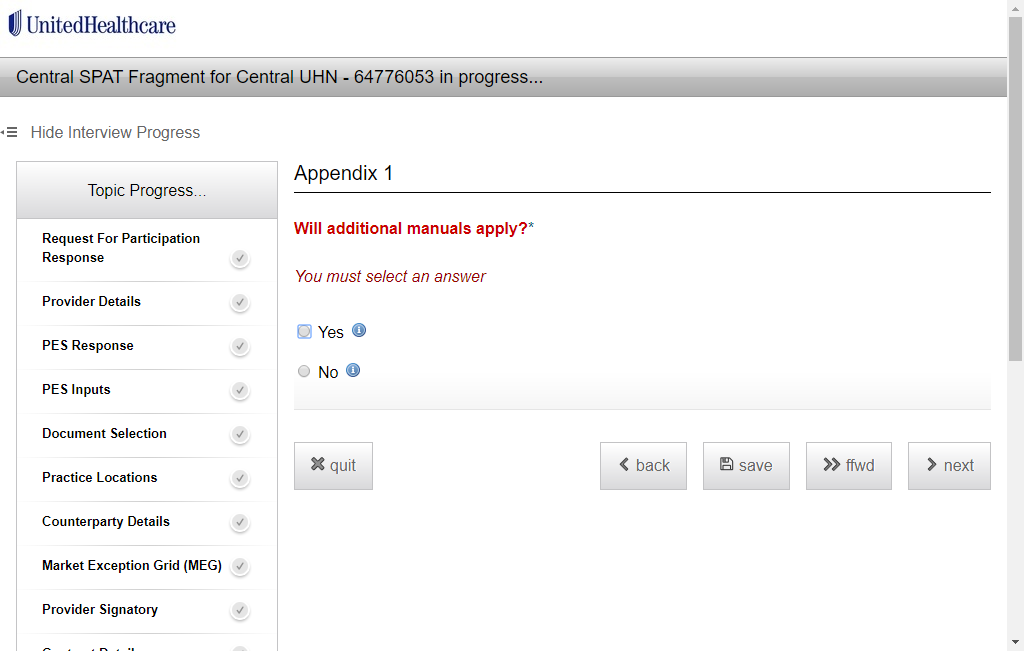 UnitedHealthcare
Central SPAT Fragment for Central UHN - 64776053 in progress...
Hide Interview Progress
Topic Progress...
Request For Participation
Response
Provider Details
PES Response
PES Inputs
Document Selection
Practice Locations
Counterparty Details
Market Exception Grid (MEG)
Provider Signatory
Appendix 1
Will additional manuals apply?*
You must select an answer
Yes
No
quit
back
save
ffwd
next